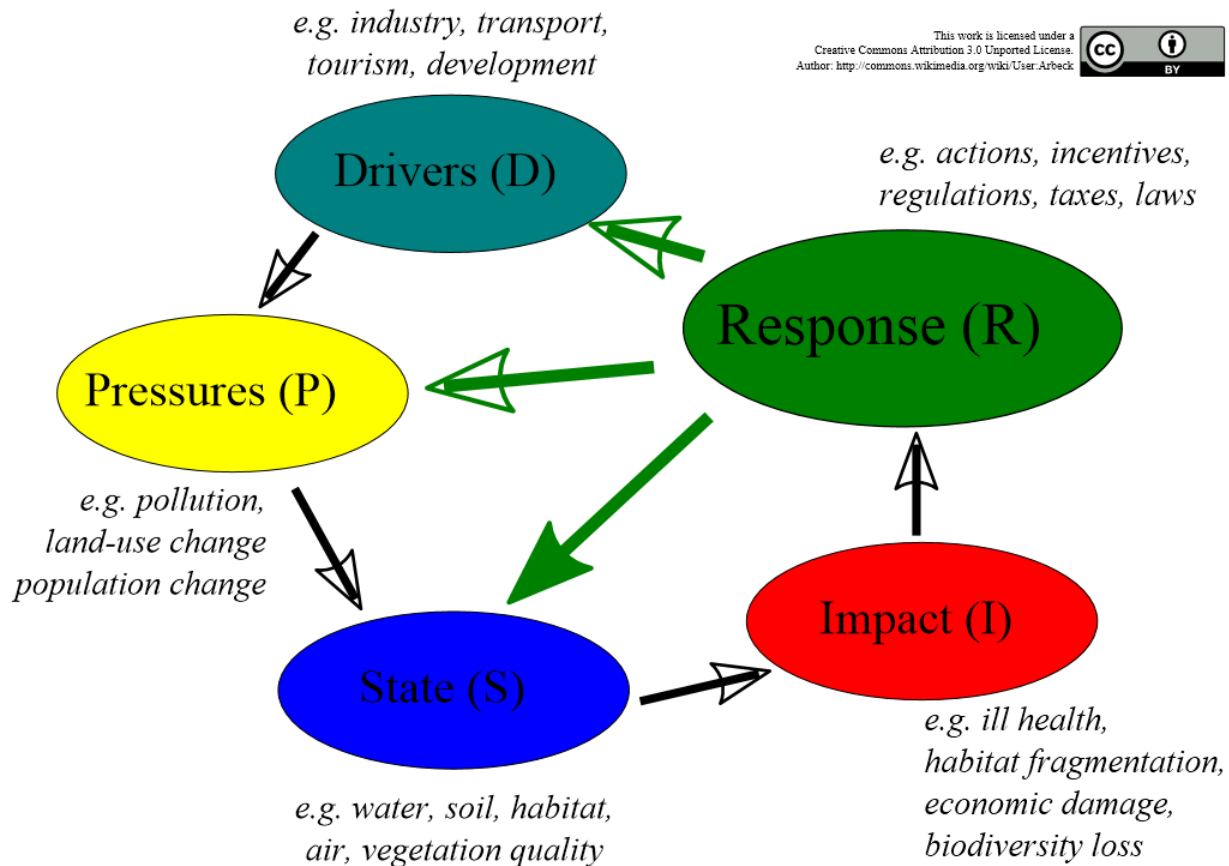 e.g. industry, transport,
tourism, development
This work is licensed under a
Creative Commons Attribution 3.0 Unported License.
Author: http://commons.wikimedia.org/wiki/User:Arbeck
cc
BY
Drivers (D)
e.g. actions, incentives,
regulations, taxes, laws
Response (R)
Pressures (P)
e.g. pollution,
land-use change
population change
Impact (I)
State (S)
e.g. ill health,
habitat fragmentation,
economic damage,
biodiversity loss
e.g. water, soil, habitat,
air, vegetation quality